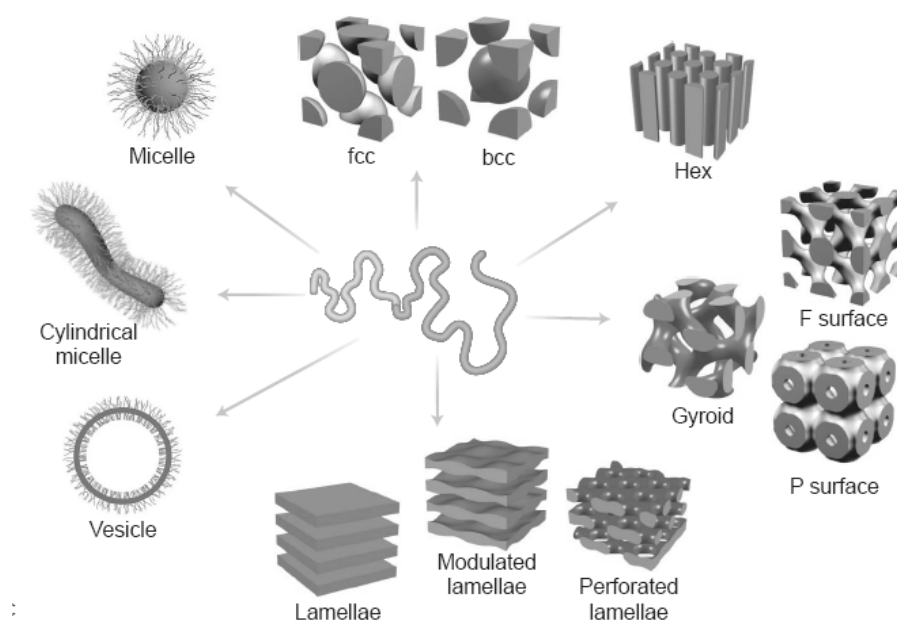 Micelle
fcc
bcc
Hex
Cylindrical
micelle
F surface
Gyroid
P surface
Vesicle
Lamellae
Modulated
lamellae
Perforated
lamellae